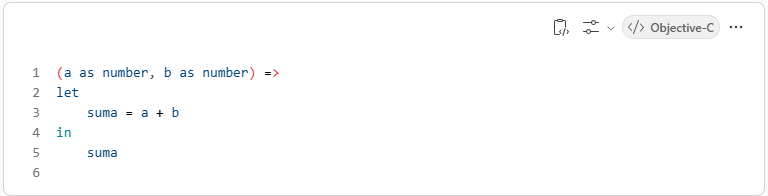 </> Objective-C
1 (a as number, b as number) =>
2 let
3     suma = a + b
4 in
5     suma
6